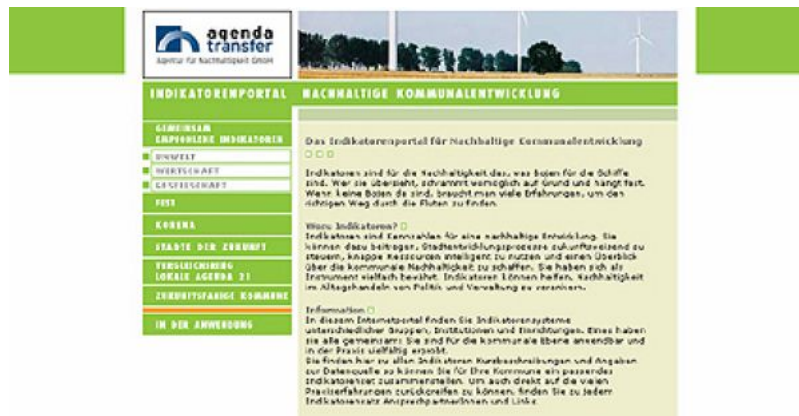 agenda
transfer
Agentur für Nachhaltigkeit GmbH
INDIKATORENPORTAL NACHHALTIGE KOMMUNALENTWICKLUNG
GEMEINSAM
EMPFOHLENE INDIKATOREN
UMWELT
WIRTSCHAFT
GESELLSCHAFT
FEST
KORENA
STÄDTE DER ZUKUNFT
VERGLEICHSRING
LOKALE AGENDA 21
ZUKUNFTSFÄHIGE KOMMUNE
IN DER ANWENDUNG
Das Indikatorenportal für Nachhaltige Kommunalentwicklung
Indikatoren sind für die Nachhaltigkeit das, was Bojen für die Schiffe
sind. Wer sie übersieht, schrammt womöglich auf Grund und hängt fest.
Wenn keine Bojen da sind, braucht man viele Erfahrungen, um den
richtigen Weg durch die Fluten zu finden.
Wozu Indikatoren?
Indikatoren sind Kennzahlen für eine nachhaltige Entwicklung. Sie
können dazu beitragen, Stadtentwicklungsprozesse zukunftsweisend zu
steuern, knappe Ressourcen intelligent zu nutzen und einen Überblick
über die kommunale Nachhaltigkeit zu schaffen. Sie haben sich als
Instrument vielfach bewährt. Indikatoren können helfen, Nachhaltigkeit
im Alltagshandeln von Politik und Verwaltung zu verankern.
Information
In diesem Internetportal finden Sie Indikatorensysteme
unterschiedlicher Gruppen, Institutionen und Einrichtungen. Eines haben
sie alle gemeinsam: Sie sind für die kommunale Ebene anwendbar und
in der Praxis vielfältig erprobt.
Sie finden hier zu allen Indikatoren Kurzbeschreibungen und Angaben
zur Datenquelle so können Sie für Ihre Kommune ein passendes
Indikatorenset zusammenstellen. Um auch direkt auf die vielen
Praxiserfahrungen zurückgreifen zu können, finden Sie zu jedem
Indikatorensatz AnsprechpartnerInnen und Links.